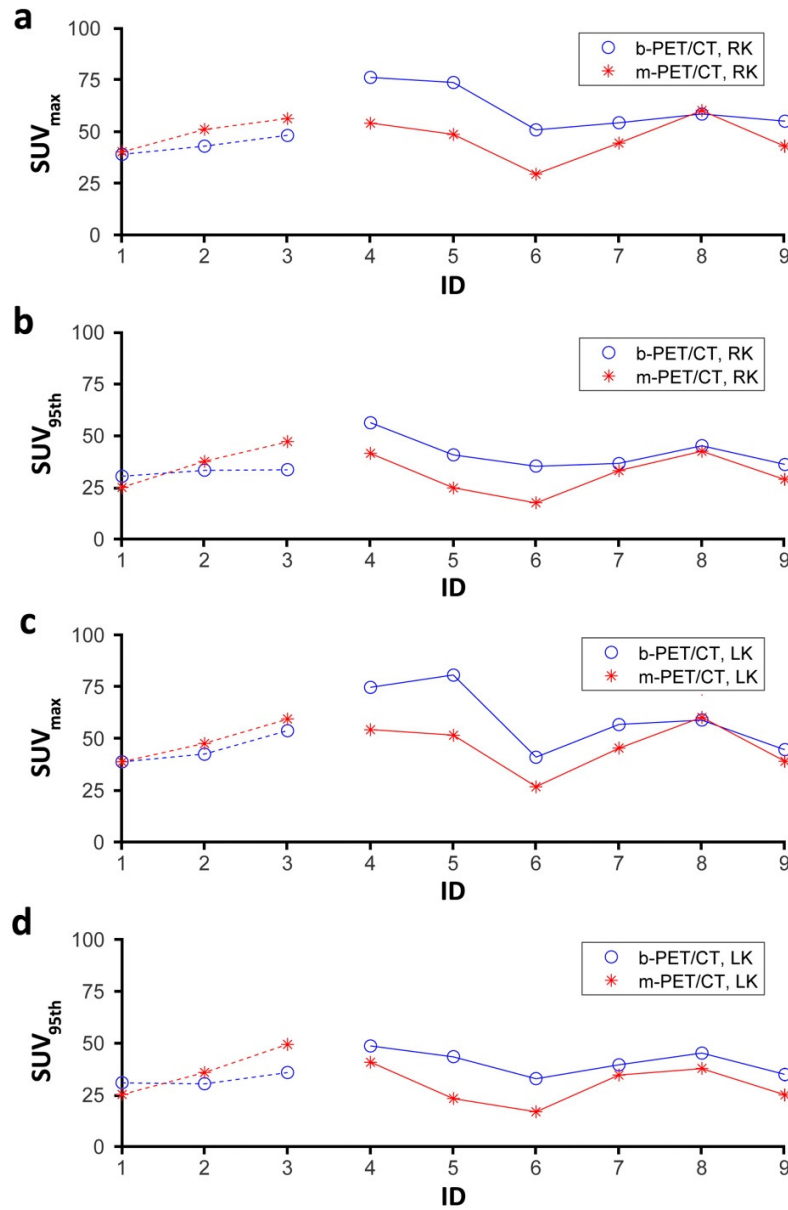 a
100
75
50
25
0
SUVmax
b-PET/CT, RK
m-PET/CT, RK
1 2 3 4 5 6 7 8 9
ID
b
100
75
50
25
0
SUV95th
b-PET/CT, RK
m-PET/CT, RK
1 2 3 4 5 6 7 8 9
ID
c
100
75
50
25
0
SUVmax
b-PET/CT, LK
m-PET/CT, LK
1 2 3 4 5 6 7 8 9
ID
d
100
75
50
25
0
SUV95th
b-PET/CT, LK
m-PET/CT, LK
1 2 3 4 5 6 7 8 9
ID